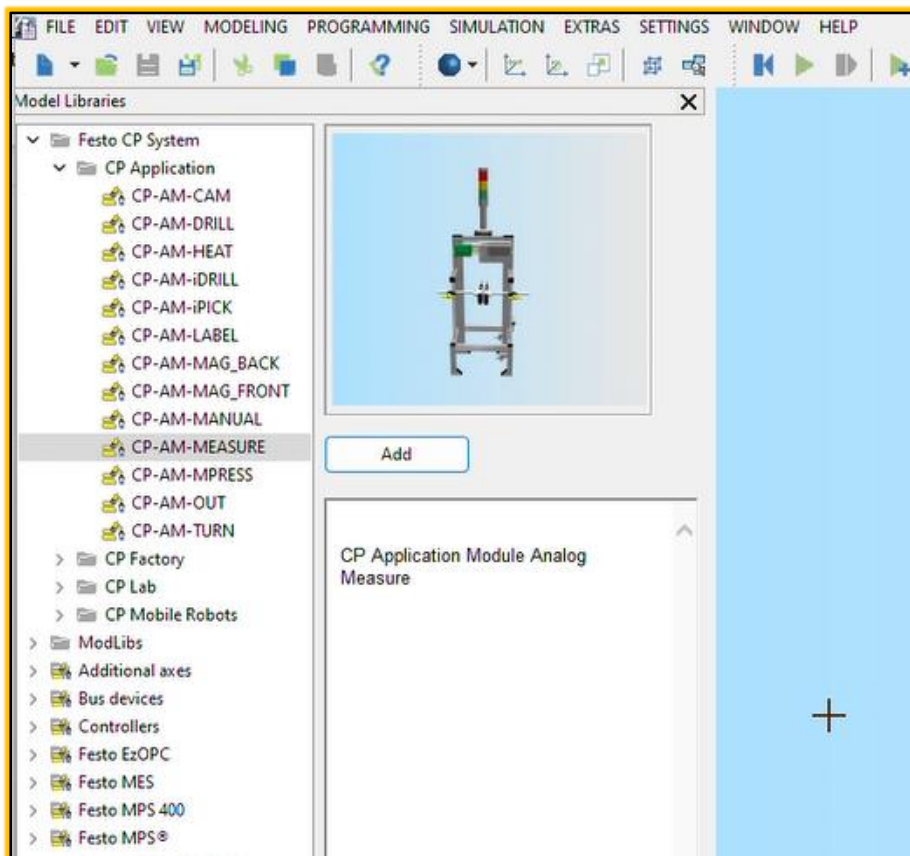 FILE EDIT VIEW MODELING PROGRAMMING SIMULATION EXTRAS SETTINGS WINDOW HELP
Model Libraries
Festo CP System
CP Application
CP-AM-CAM
CP-AM-DRILL
CP-AM-HEAT
CP-AM-iDRILL
CP-AM-iPICK
CP-AM-LABEL
CP-AM-MAG_BACK
CP-AM-MAG_FRONT
CP-AM-MANUAL
CP-AM-MEASURE
CP-AM-MPRESS
CP-AM-OUT
CP-AM-TURN
CP Factory
CP Lab
CP Mobile Robots
ModLibs
Additional axes
Bus devices
Controllers
Festo EzOPC
Festo MES
Festo MPS 400
Festo MPS®
Add
CP Application Module Analog
Measure